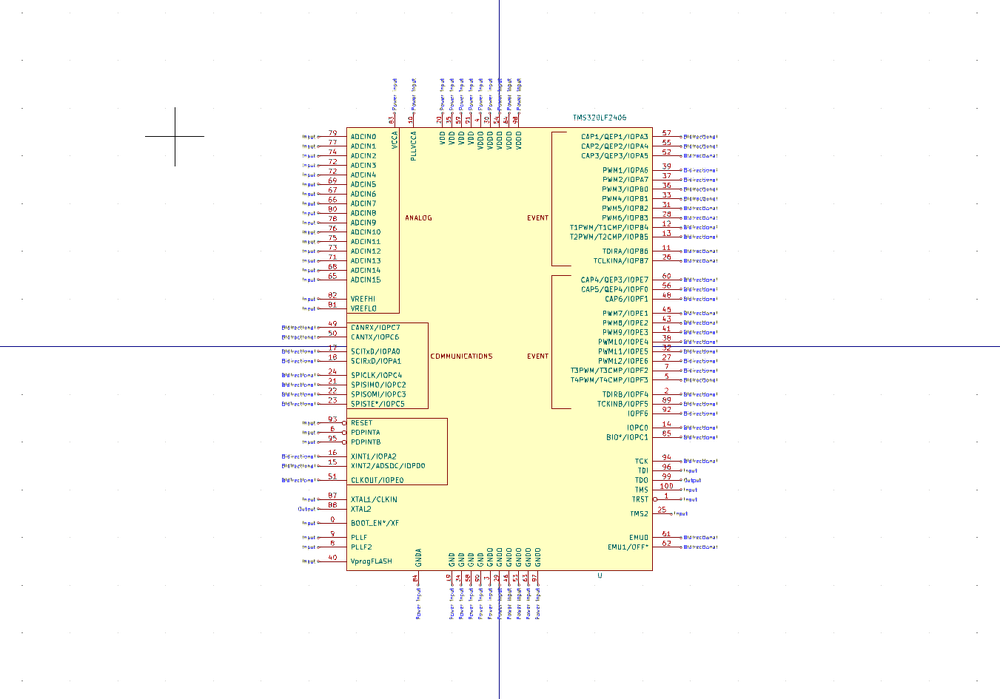 TMS320LF2406
Power Input 83 VCCA
Power Input 10 PLLVCCA
Power Input 20 VDD
Power Input 35 VDD
Power Input 59 VDD
Power Input 91 VDD
Power Input 4 VDDO
Power Input 30 VDDO
Power Input 54 VDDO
Power Input 64 VDDO
Power Input 98 VDDO
Input 79 ADCIN0
Input 77 ADCIN1
Input 74 ADCIN2
Input 72 ADCIN3
Input 72 ADCIN4
Input 69 ADCIN5
Input 67 ADCIN6
Input 66 ADCIN7
Input 80 ADCIN8
Input 78 ADCIN9
Input 76 ADCIN10
Input 75 ADCIN11
Input 73 ADCIN12
Input 71 ADCIN13
Input 68 ADCIN14
Input 65 ADCIN15
Input 82 VREFHI
Input 81 VREFLO
ANALOG
Bidirectional 49 CANRX/IOPC7
Bidirectional 50 CANTX/IOPC6
Bidirectional 17 SCITxD/IOPA0
Bidirectional 18 SCIRxD/IOPA1
Bidirectional 24 SPICLK/IOPC4
Bidirectional 21 SPISIMO/IOPC2
Bidirectional 22 SPISOMI/IOPC3
Bidirectional 23 SPISTE*/IOPC5
COMMUNICATIONS
Input 93 RESET
Input 6 PDPINTA
Input 95 PDPINTB
Bidirectional 16 XINT1/IOPA2
Bidirectional 15 XINT2/ADSOC/IOPD0
Bidirectional 51 CLKOUT/IOPE0
Input 87 XTAL1/CLKIN
Output 88 XTAL2
Input 0 BOOT_EN*/XF
Input 9 PLLF
Input 8 PLLF2
Input 40 VprogFLASH
EVENT
CAP1/QEP1/IOPA3 57 Bidirectional
CAP2/QEP2/IOPA4 55 Bidirectional
CAP3/QEP3/IOPA5 52 Bidirectional
PWM1/IOPA6 39 Bidirectional
PWM2/IOPA7 37 Bidirectional
PWM3/IOPB0 36 Bidirectional
PWM4/IOPB1 33 Bidirectional
PWM5/IOPB2 31 Bidirectional
PWM6/IOPB3 28 Bidirectional
T1PWM/T1CMP/IOPB4 12 Bidirectional
T2PWM/T2CMP/IOPB5 13 Bidirectional
TDIRA/IOPB6 11 Bidirectional
TCLKINA/IOPB7 26 Bidirectional
EVENT
CAP4/QEP3/IOPE7 60 Bidirectional
CAP5/QEP4/IOPF0 56 Bidirectional
CAP6/IOPF1 48 Bidirectional
PWM7/IOPE1 45 Bidirectional
PWM8/IOPE2 43 Bidirectional
PWM9/IOPE3 41 Bidirectional
PWM10/IOPE4 38 Bidirectional
PWM11/IOPE5 32 Bidirectional
PWM12/IOPE6 27 Bidirectional
T3PWM/T3CMP/IOPF2 7 Bidirectional
T4PWM/T4CMP/IOPF3 5 Bidirectional
TDIRB/IOPF4 2 Bidirectional
TCKINB/IOPF5 89 Bidirectional
IOPF6 92 Bidirectional
IOPC0 14 Bidirectional
BIO*/IOPC1 85 Bidirectional
TCK 94 Bidirectional
TDI 96 Input
TDO 99 Output
TMS 100 Input
TRST 1 Input
TMS2 25 Input
EMU0 61 Bidirectional
EMU1/OFF* 62 Bidirectional
GNDA 84 Power Input
GND 19 Power Input
GND 34 Power Input
GND 58 Power Input
GND 90 Power Input
GNDO 3 Power Input
GNDO 29 Power Input
GNDO 46 Power Input
GNDO 53 Power Input
GNDO 63 Power Input
GNDO 97 Power Input
U